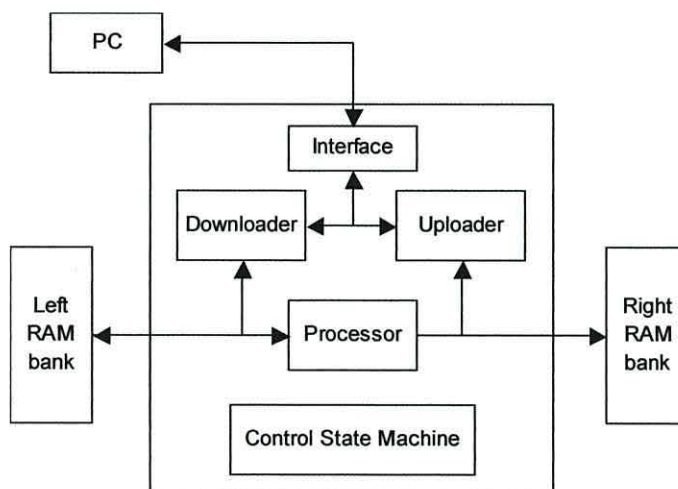 PC
Interface
Downloader
Uploader
Left
RAM
bank
Processor
Right
RAM
bank
Control State Machine